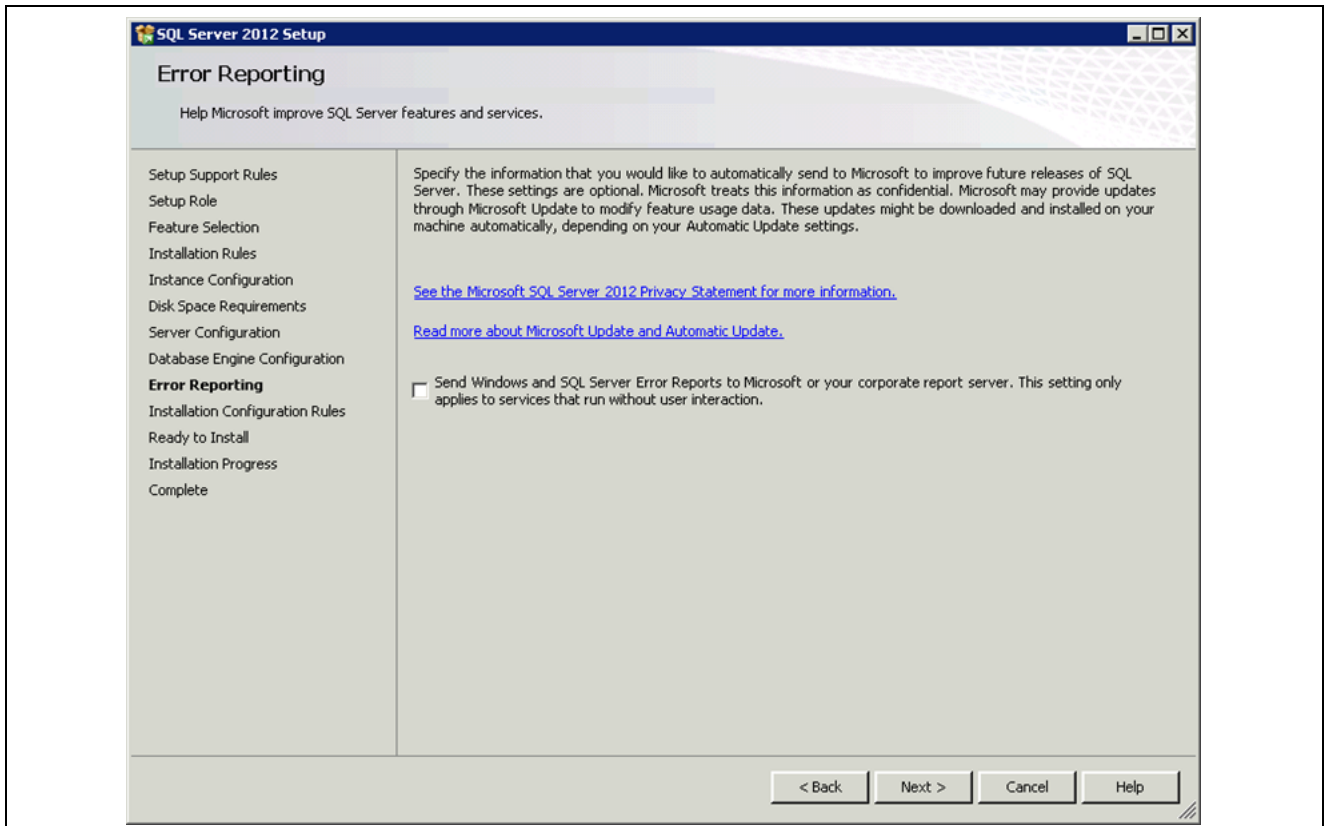 SQL Server 2012 Setup
Error Reporting
Help Microsoft improve SQL Server features and services.
Setup Support Rules
Setup Role
Feature Selection
Installation Rules
Instance Configuration
Disk Space Requirements
Server Configuration
Database Engine Configuration
Error Reporting
Installation Configuration Rules
Ready to Install
Installation Progress
Complete
Specify the information that you would like to automatically send to Microsoft to improve future releases of SQL
Server. These settings are optional. Microsoft treats this information as confidential. Microsoft may provide updates
through Microsoft Update to modify feature usage data. These updates might be downloaded and installed on your
machine automatically, depending on your Automatic Update settings.
See the Microsoft SQL Server 2012 Privacy Statement for more information.
Read more about Microsoft Update and Automatic Update.
Send Windows and SQL Server Error Reports to Microsoft or your corporate report server. This setting only
applies to services that run without user interaction.
< Back Next > Cancel Help